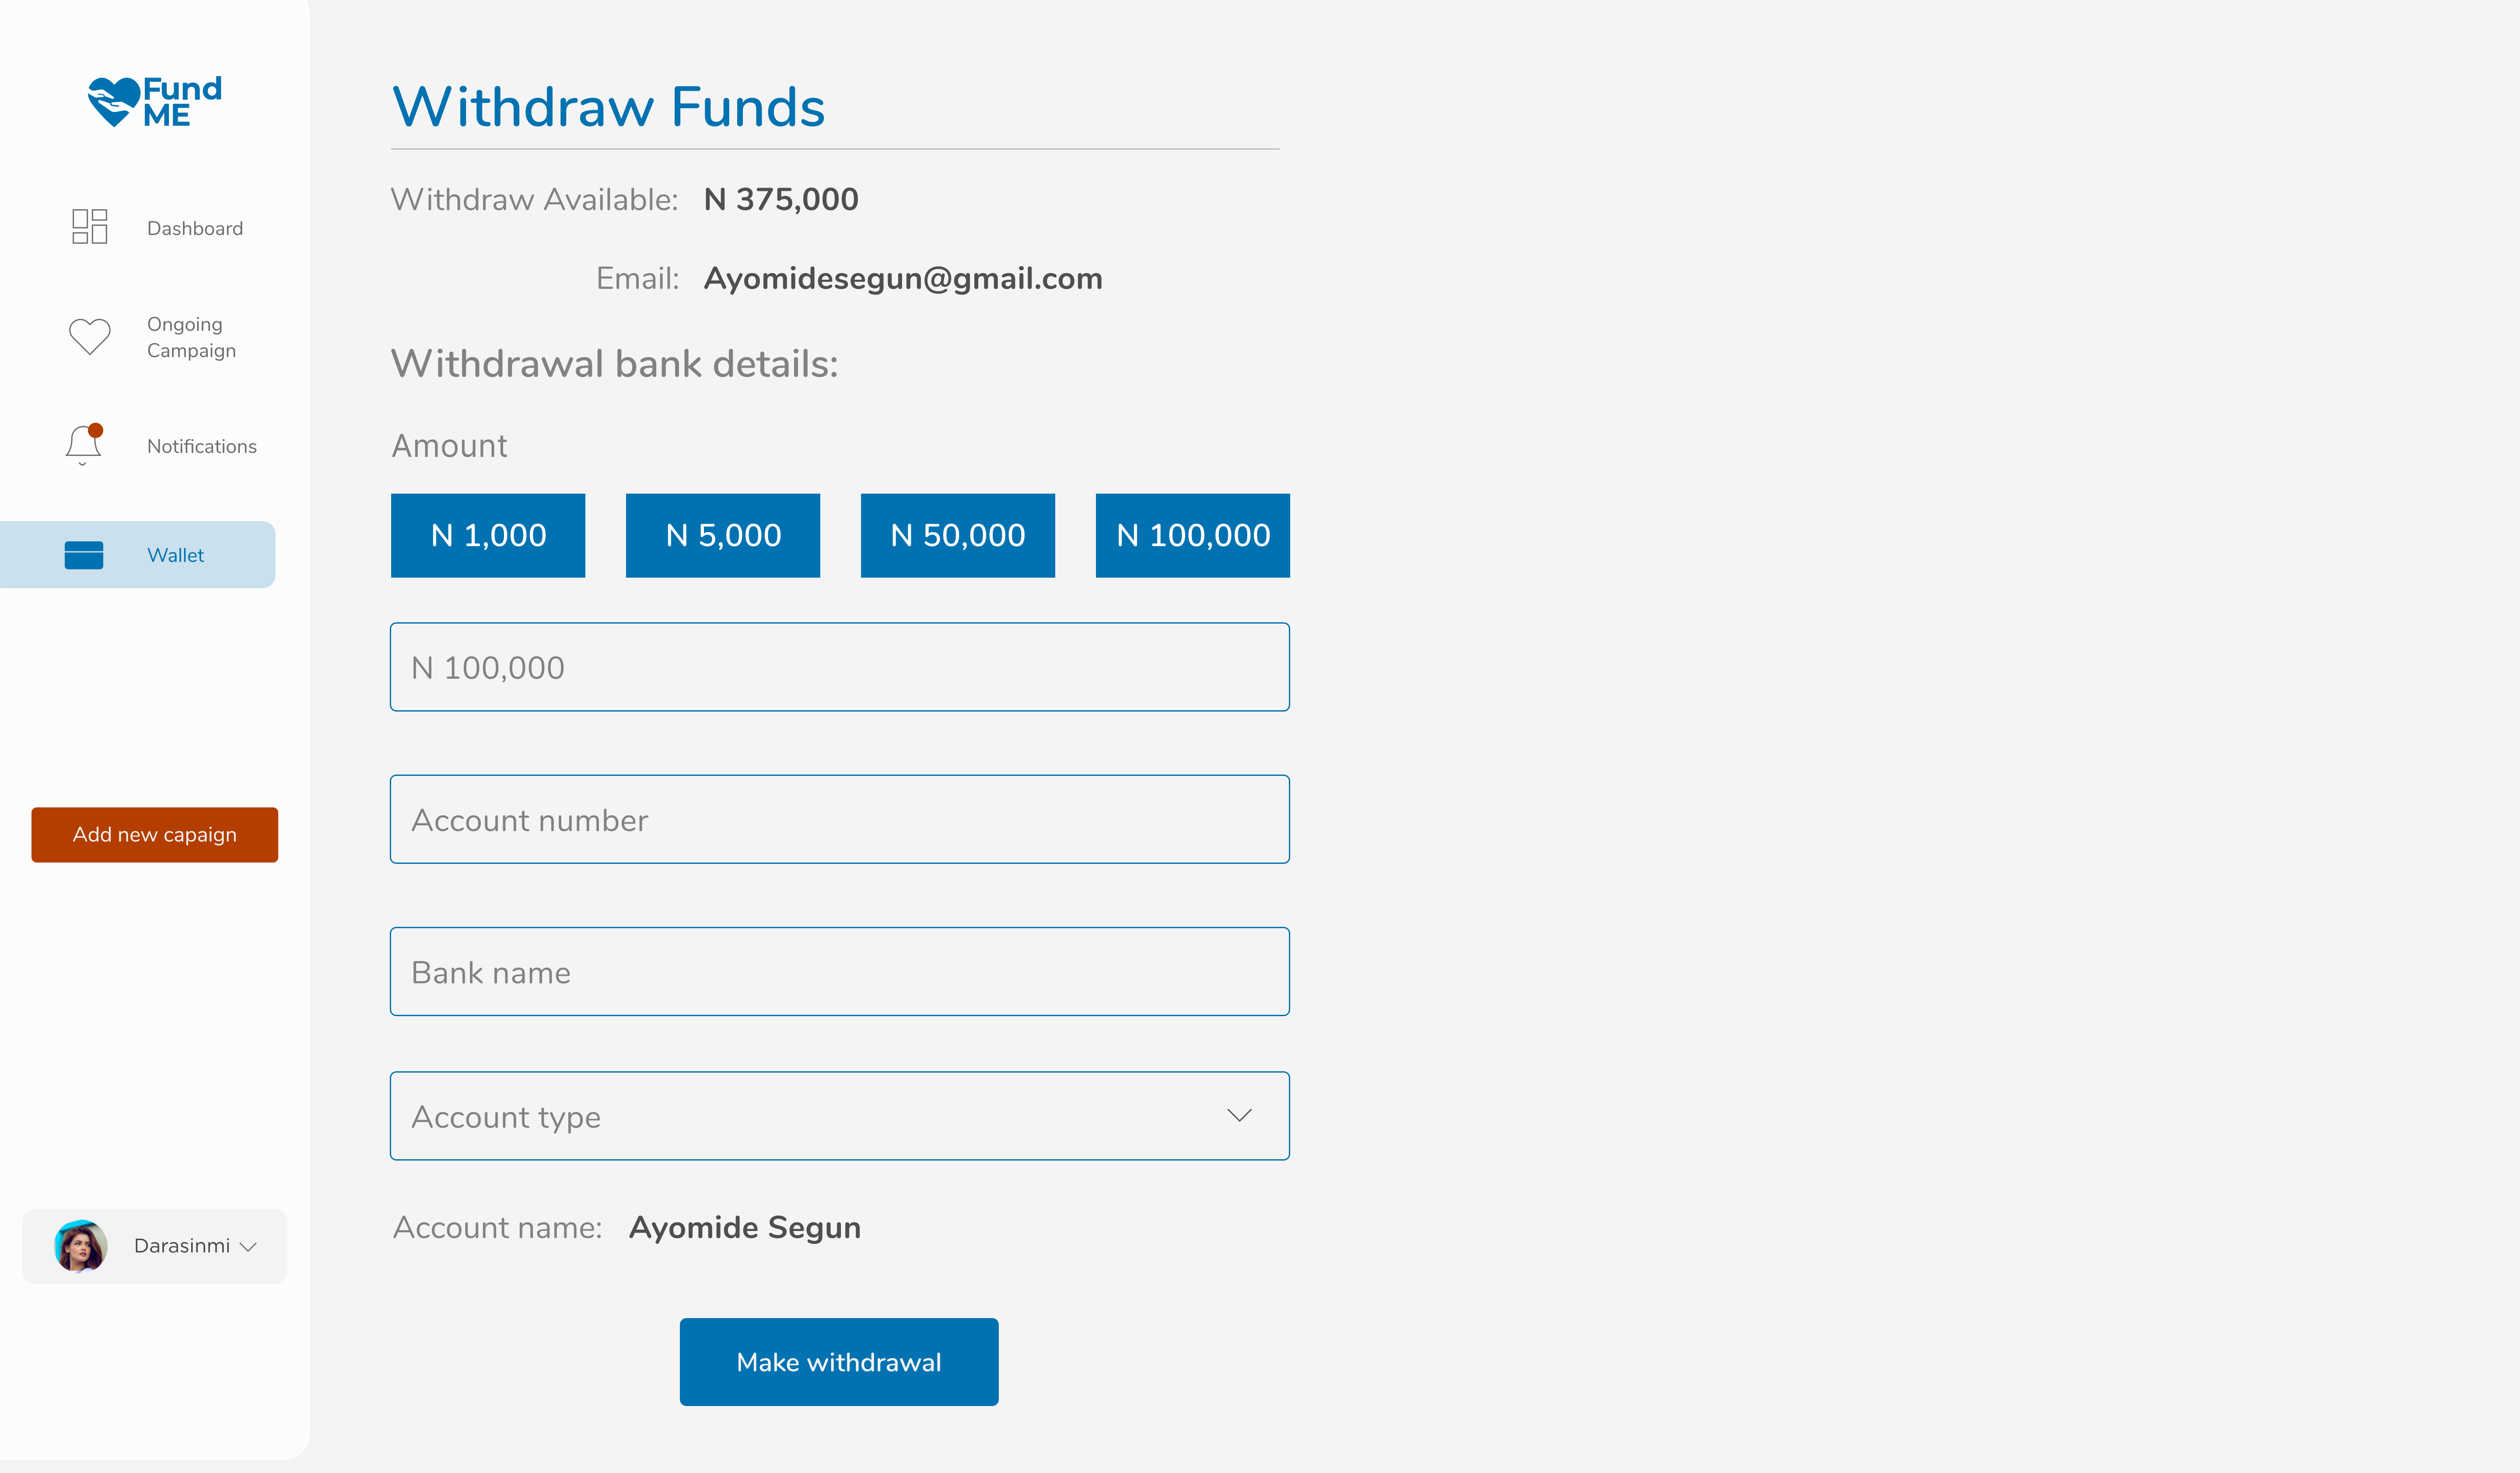 Fund
ME
Dashboard
Ongoing
Campaign
Notifications
Wallet
Add new capaign
Darasinmi
Withdraw Funds
Withdraw Available: N 375,000
Email: Ayomidesegun@gmail.com
Withdrawal bank details:
Amount
N 1,000 N 5,000 N 50,000 N 100,000
N 100,000
Account number
Bank name
Account type
Account name: Ayomide Segun
Make withdrawal